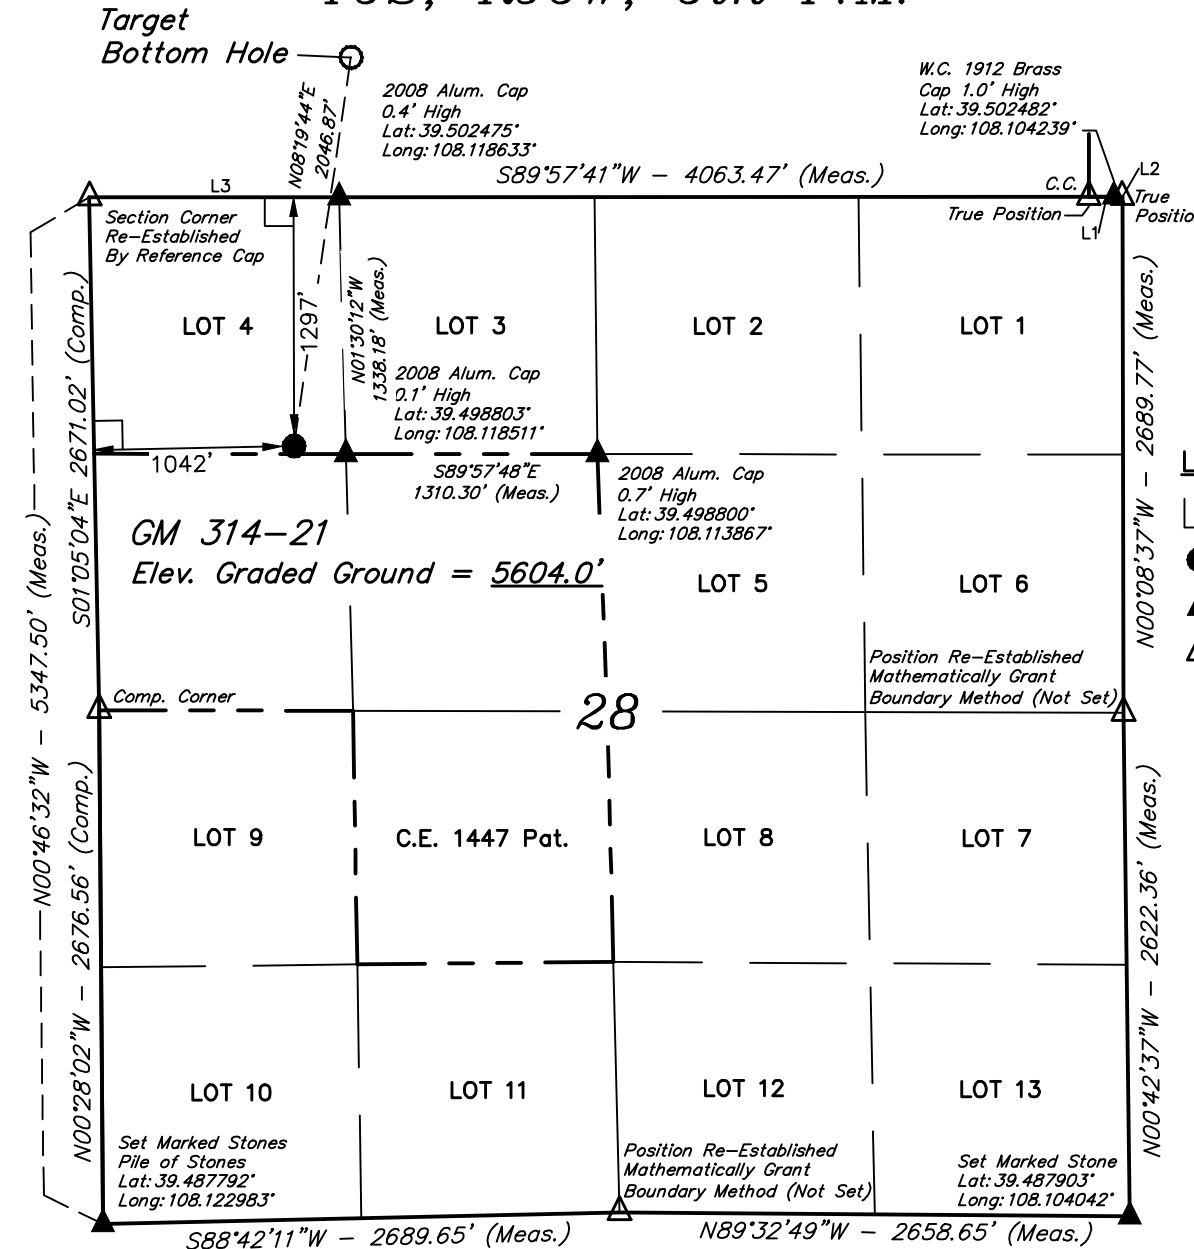 Target
Bottom Hole
N08°19'44"E
2046.87'
2008 Alum. Cap
0.4' High
Lat: 39.502475°
Long: 108.118633°
W.C. 1912 Brass
Cap 1.0' High
Lat: 39.502482°
Long: 108.104239°
S89°57'41"W – 4063.47' (Meas.)
L3
C.C.
L2
True
Positio
True Position
L1
Section Corner
Re-Established
By Reference Cap
LOT 4
LOT 3
LOT 2
LOT 1
1297'
N01°30'12"W
1338.18' (Meas.)
2008 Alum. Cap
0.1' High
Lat: 39.498803°
Long: 108.118511°
1042'
S89°57'48"E
1310.30' (Meas.)
2008 Alum. Cap
0.7' High
Lat: 39.498800°
Long: 108.113867°
S01°05'04"E 2671.02' (Comp.)
N00°46'32"W – 5347.50' (Meas.)
N00°08'37"W – 2689.77' (Meas.)
L
GM 314-21
Elev. Graded Ground = 5604.0'
LOT 5
LOT 6
Position Re-Established
Mathematically Grant
Boundary Method (Not Set)
Comp. Corner
28
LOT 9
C.E. 1447 Pat.
LOT 8
LOT 7
N00°28'02"W – 2676.56' (Comp.)
N00°42'37"W – 2622.36' (Meas.)
LOT 10
LOT 11
LOT 12
LOT 13
Set Marked Stones
Pile of Stones
Lat: 39.487792°
Long: 108.122983°
Position Re-Established
Mathematically Grant
Boundary Method (Not Set)
Set Marked Stone
Lat: 39.487903°
Long: 108.104042°
S88°42'11"W – 2689.65' (Meas.)
N89°32'49"W – 2658.65' (Meas.)